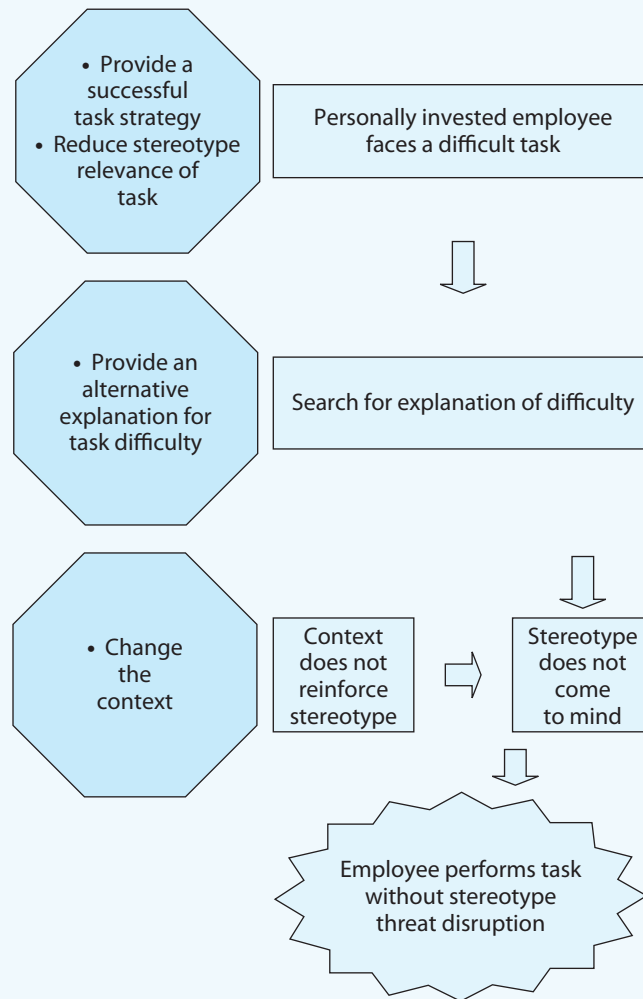 • Provide a
successful
task strategy
• Reduce stereotype
relevance of
task
Personally invested employee
faces a difficult task
• Provide an
alternative
explanation for
task difficulty
Search for explanation of difficulty
• Change
the
context
Context
does not
reinforce
stereotype
Stereotype
does not
come
to mind
Employee performs task
without stereotype
threat disruption